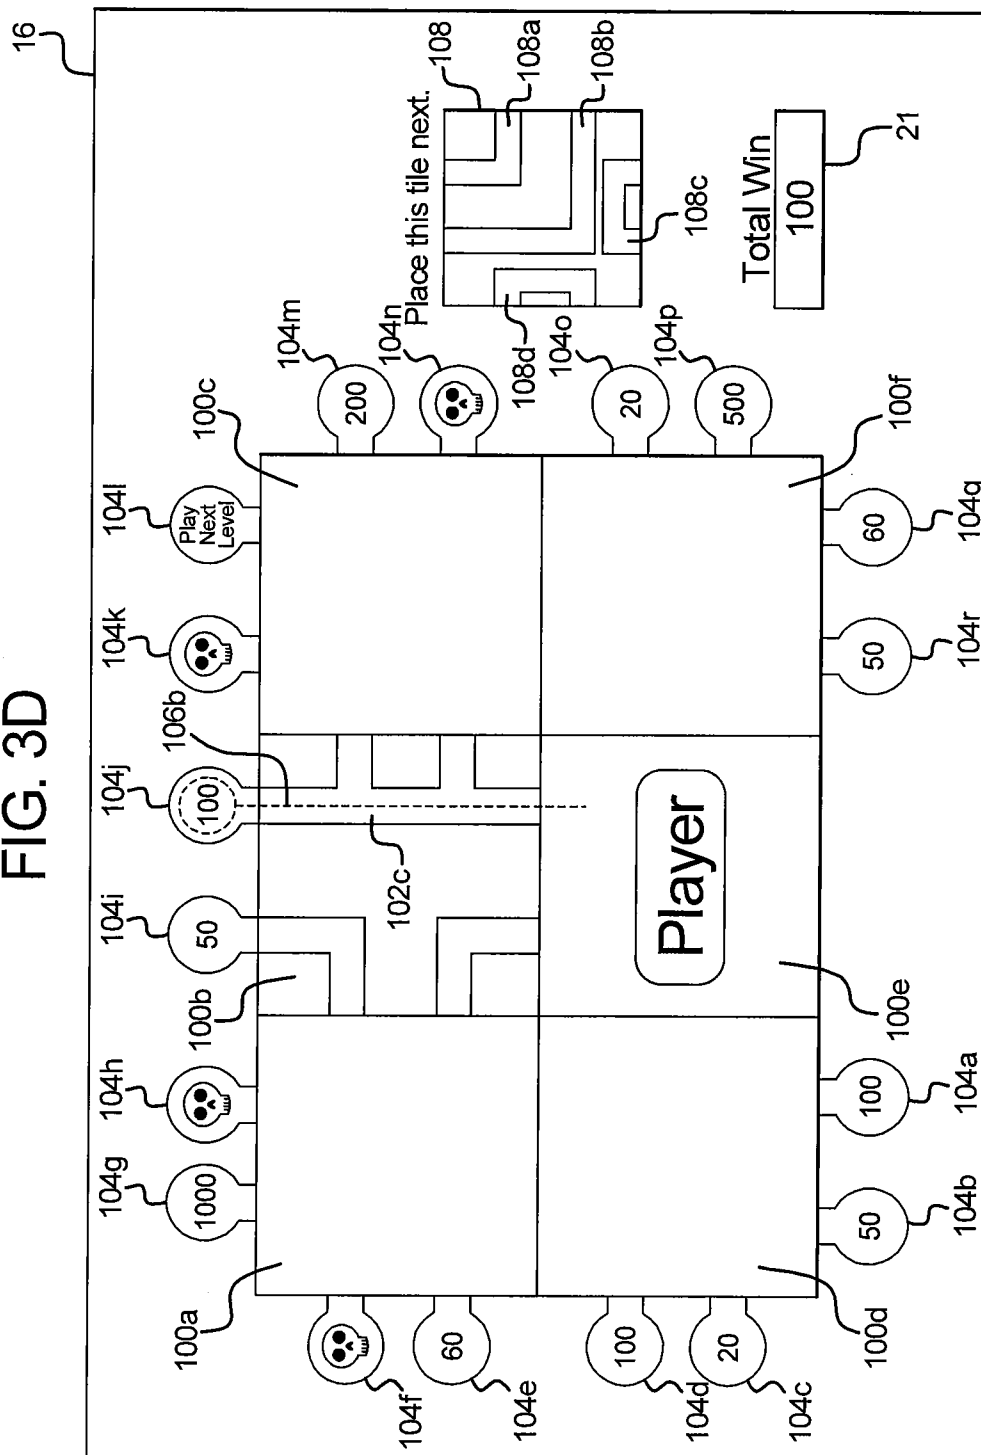 FIG. 3D
16
104g 104h 104i 104j 104k 104l
1000 50 100
Play
Next
Level
106b
100a 100b 100c
104m
200
104n
102c
104f
60
104e
Place this tile next.
108
108a
108b
108c
108d
Player
100
104d
20
104c
20
104o
500
104p
Total Win
100
21
50 100 50 60
100d 100e 100f
104b 104a 104r 104q